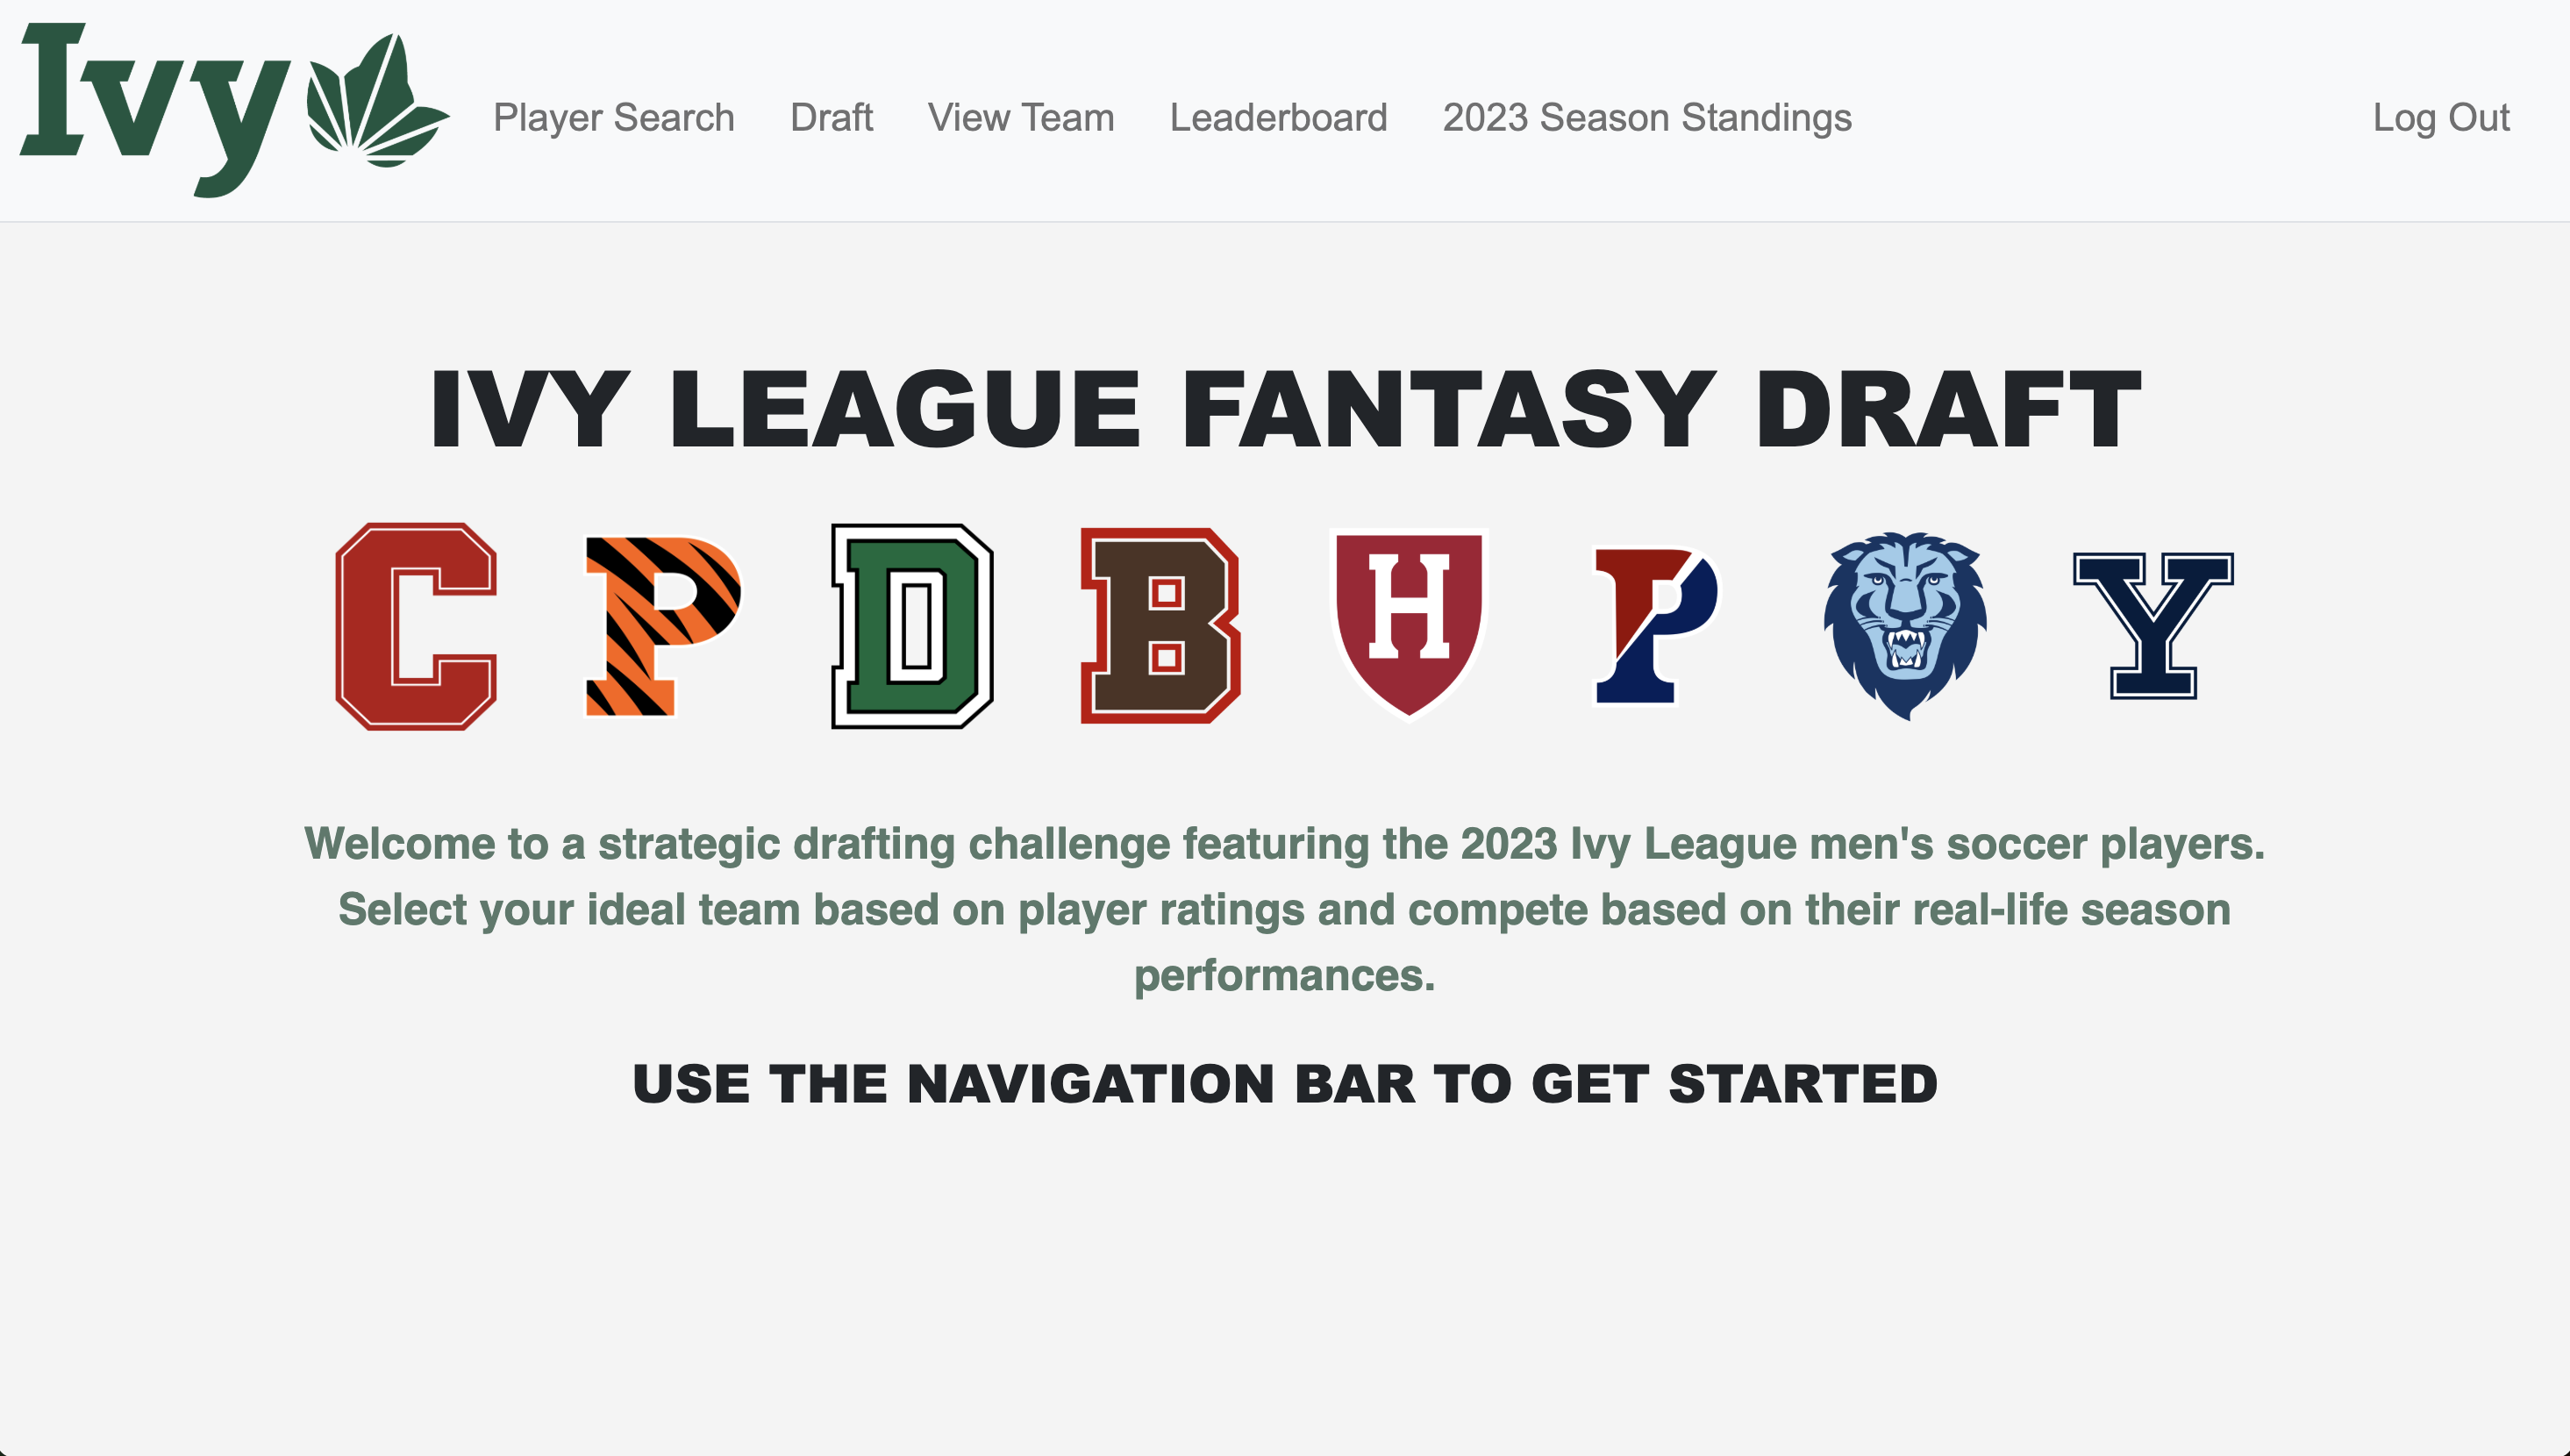 Ivy
Player Search Draft View Team Leaderboard 2023 Season Standings Log Out
IVY LEAGUE FANTASY DRAFT
C P D B H P Y
Welcome to a strategic drafting challenge featuring the 2023 Ivy League men's soccer players.
Select your ideal team based on player ratings and compete based on their real-life season
performances.
USE THE NAVIGATION BAR TO GET STARTED